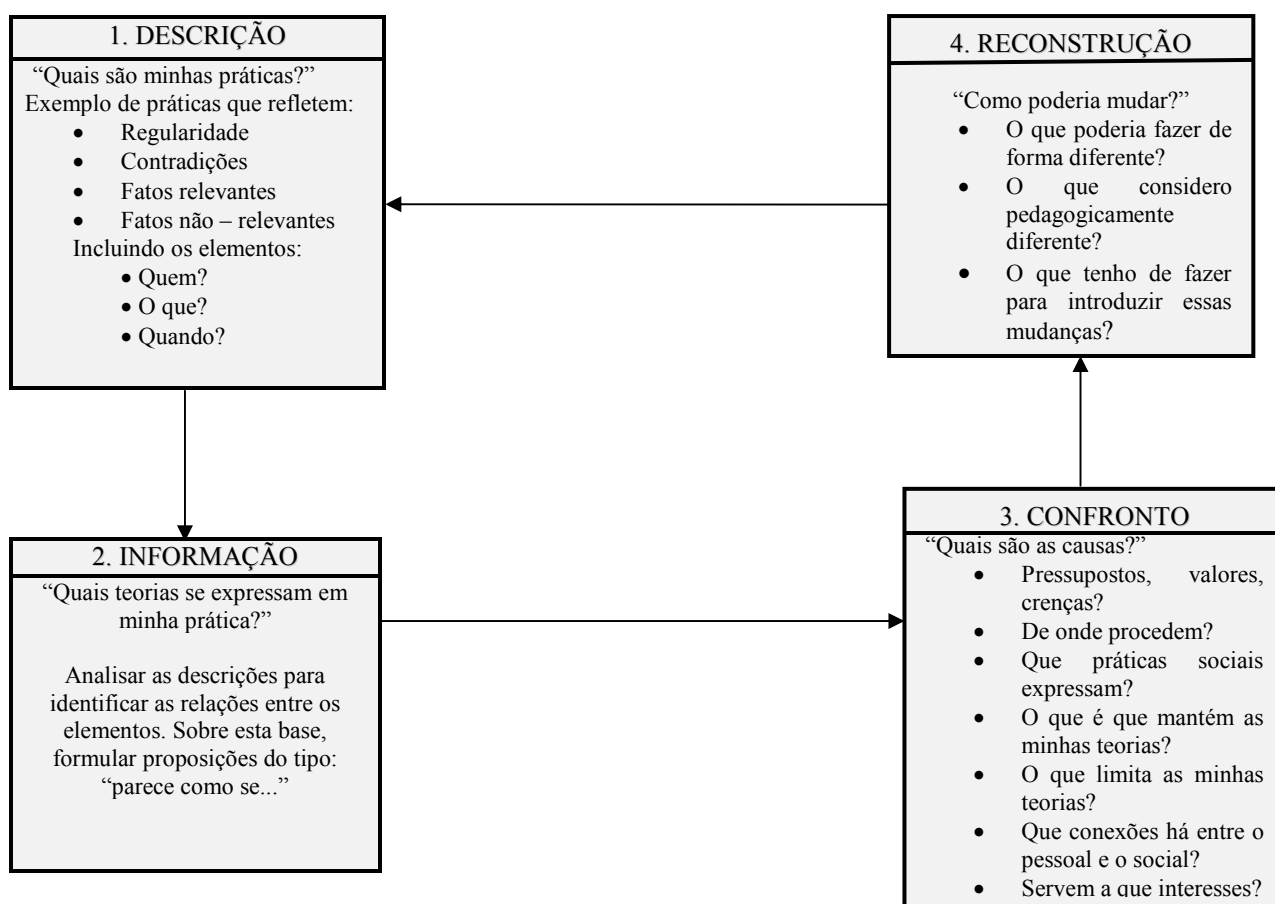 1. DESCRIÇÃO
“Quais são minhas práticas?”
Exemplo de práticas que refletem:
• Regularidade
• Contradições
• Fatos relevantes
• Fatos não – relevantes
Incluindo os elementos:
• Quem?
• O que?
• Quando?
2. INFORMAÇÃO
“Quais teorias se expressam em
minha prática?”
Analisar as descrições para
identificar as relações entre os
elementos. Sobre esta base,
formular proposições do tipo:
“parece como se...”
3. CONFRONTO
“Quais são as causas?”
• Pressupostos, valores,
crenças?
• De onde procedem?
• Que práticas sociais
expressam?
• O que é que mantém as
minhas teorias?
• O que limita as minhas
teorias?
• Que conexões há entre o
pessoal e o social?
• Servem a que interesses?
4. RECONSTRUÇÃO
“Como poderia mudar?”
• O que poderia fazer de
forma diferente?
• O que considero
pedagogicamente
diferente?
• O que tenho de fazer
para introduzir essas
mudanças?